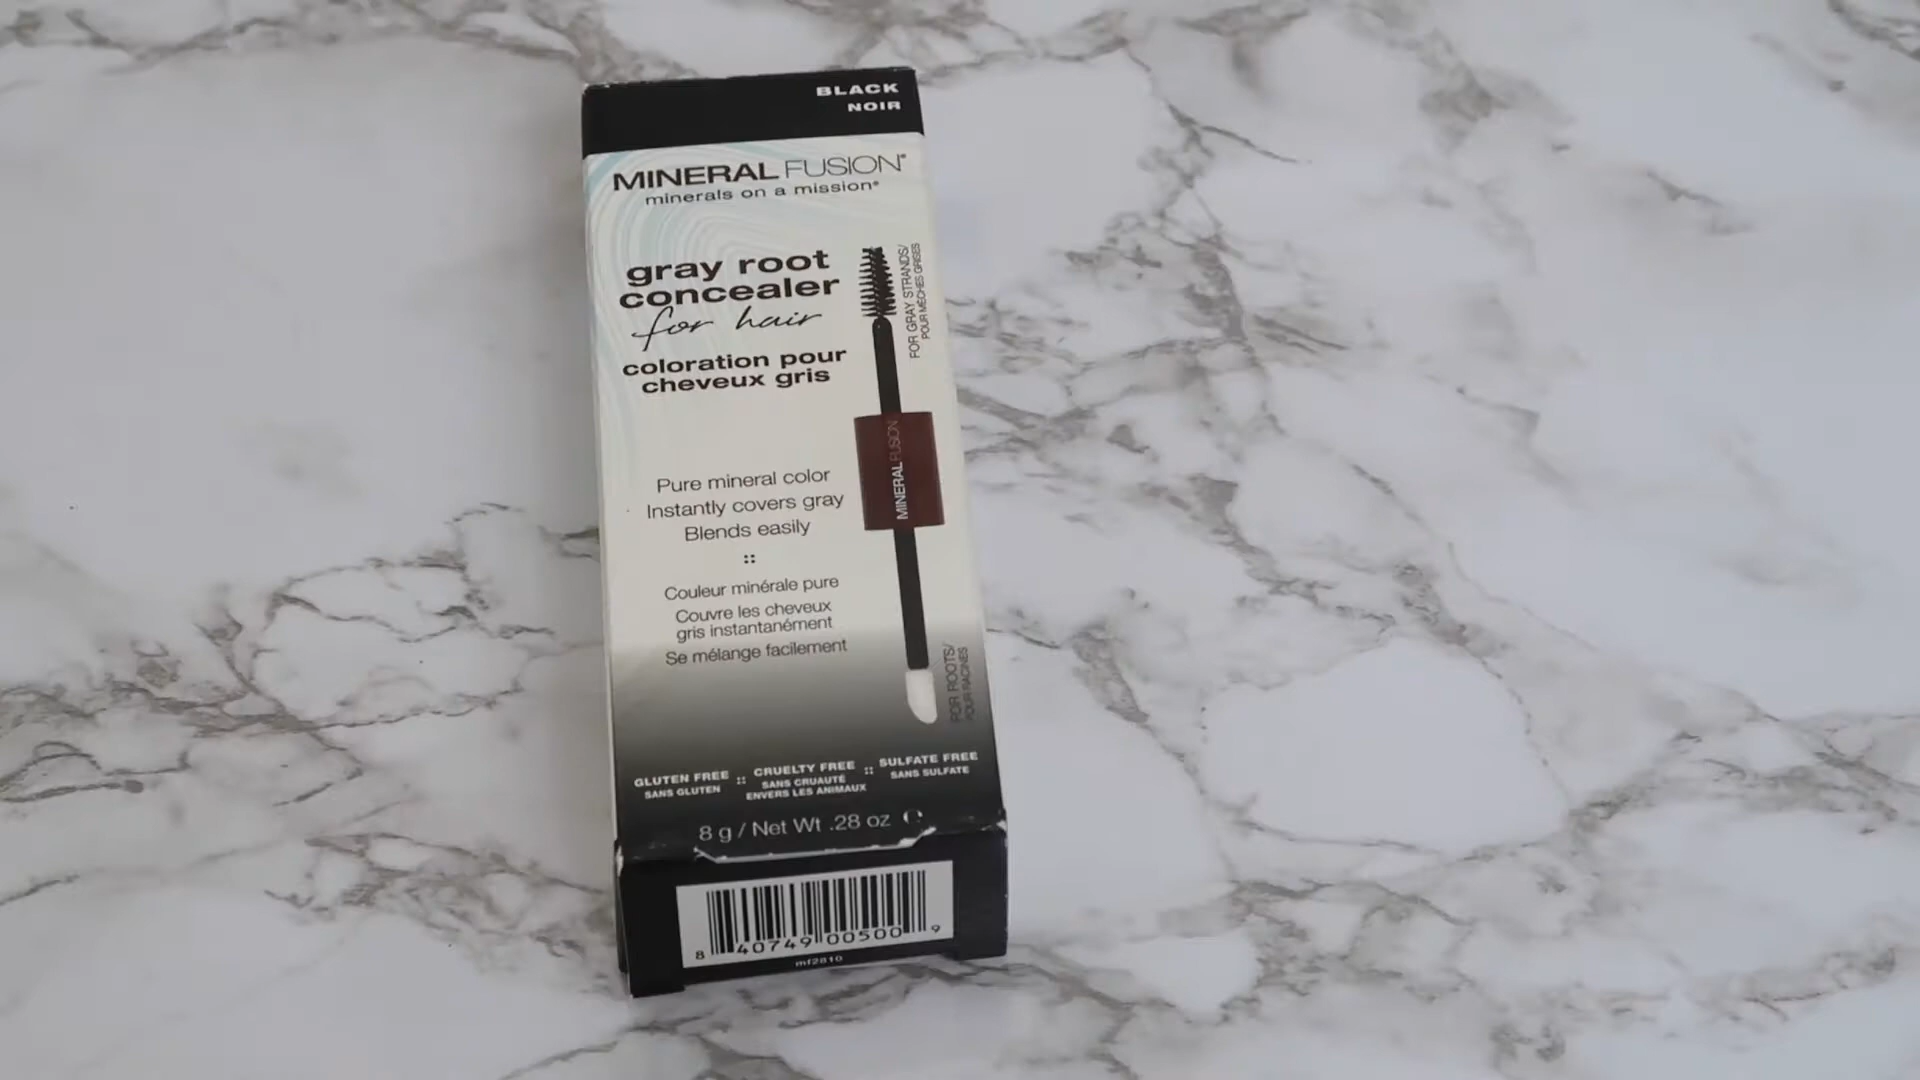 BLACK
NOIR
MINERAL FUSION®
minerals on a mission®
gray root
concealer
for hair
coloration pour
cheveux gris
FOR GRAY STRANDS/
POUR MÈCHES GRISES
MINERAL FUSION
Pure mineral color
Instantly covers gray
Blends easily
::
Couleur minérale pure
Couvre les cheveux
gris instantanément
Se mélange facilement
FOR ROOTS/
POUR RACINES
GLUTEN FREE :: CRUELTY FREE :: SULFATE FREE
SANS GLUTEN SANS CRUAUTÉ SANS SULFATE
ENVERS LES ANIMAUX
8 g / Net Wt .28 oz ℮
8 40749 00500 9
mf2810